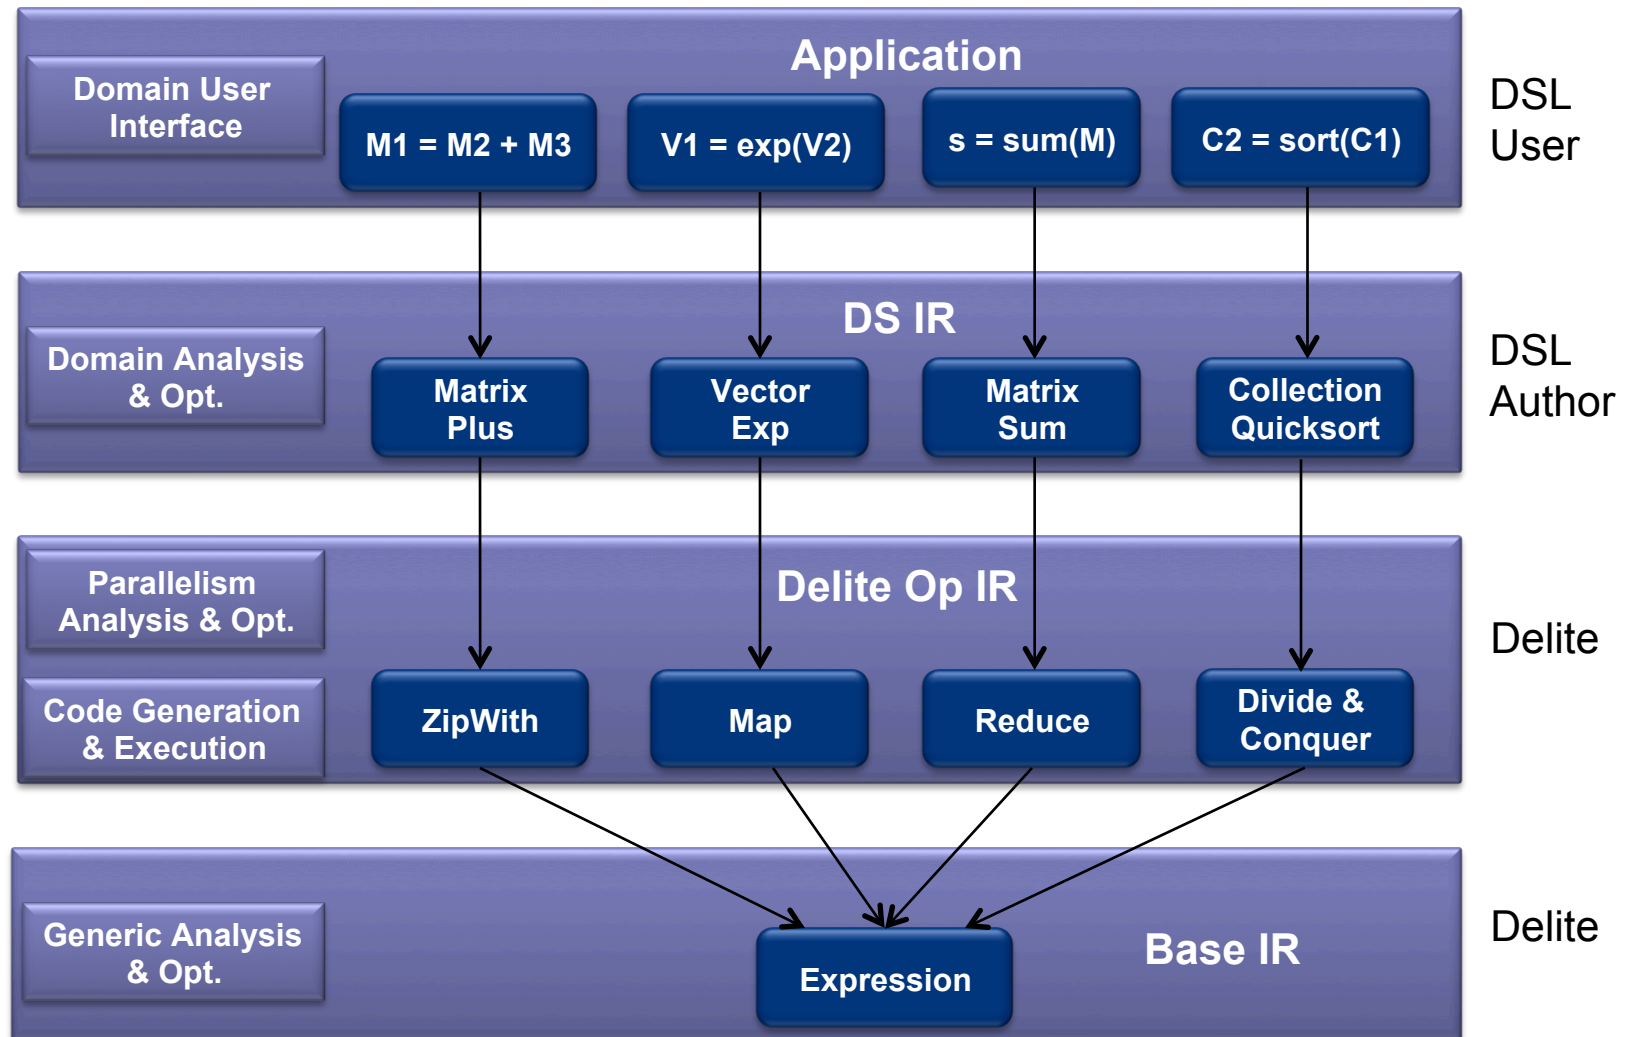 Application
Domain User
Interface
M1 = M2 + M3
V1 = exp(V2)
s = sum(M)
C2 = sort(C1)
DSL
User
DS IR
Domain Analysis
& Opt.
Matrix
Plus
Vector
Exp
Matrix
Sum
Collection
Quicksort
DSL
Author
Delite Op IR
Parallelism
Analysis & Opt.
Code Generation
& Execution
ZipWith
Map
Reduce
Divide &
Conquer
Delite
Generic Analysis
& Opt.
Expression
Base IR
Delite